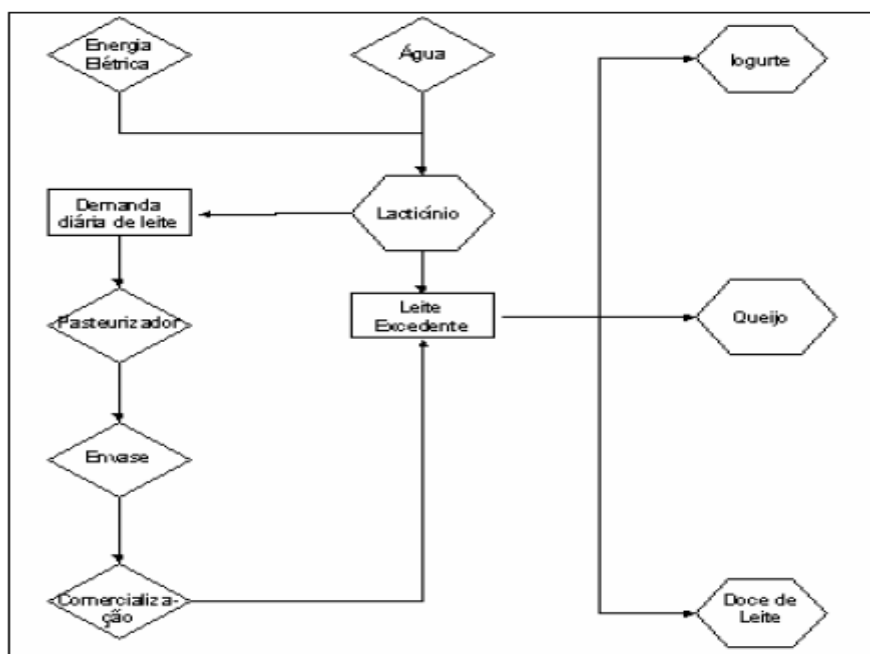 Energia
Elétrica
Água
Iogurte
Demanda
diária de leite
Lacticínio
Pasteurizador
Leite
Excedente
Queijo
Envase
Comercializa-
ção
Doce de
Leite